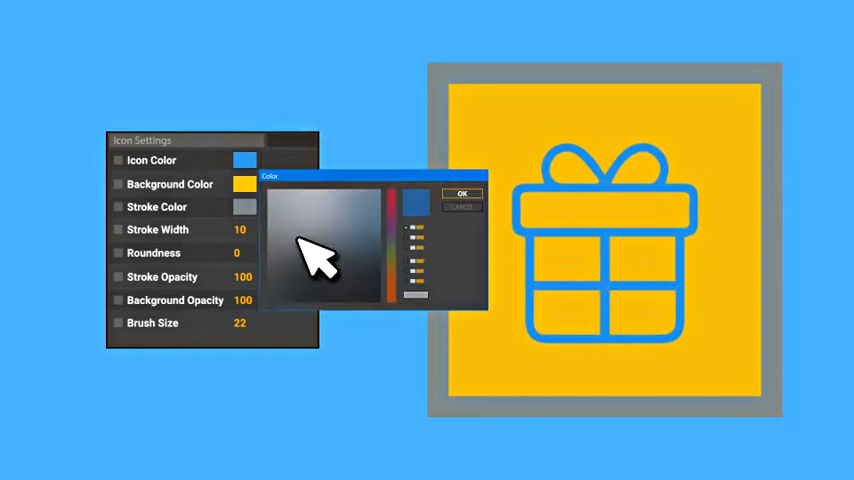 Icon Settings
Icon Color
Background Color
Stroke Color
Stroke Width 10
Roundness 0
Stroke Opacity 100
Background Opacity 100
Brush Size 22
Color
OK
CANCEL